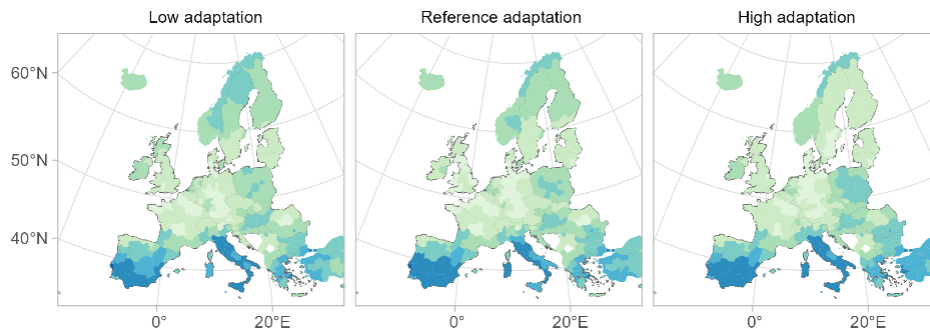 Low adaptation
Reference adaptation
High adaptation
60°N
50°N
40°N
0°
20°E
0°
20°E
0°
20°E